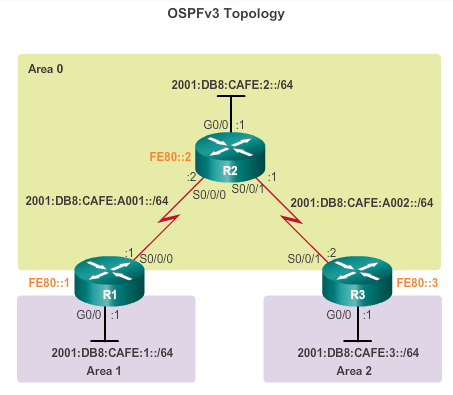 OSPFv3 Topology
Area 0
2001:DB8:CAFE:2::/64
G0/0 :1
FE80::2
R2
:2 :1
S0/0/0 S0/0/1
2001:DB8:CAFE:A001::/64 2001:DB8:CAFE:A002::/64
:1 S0/0/0 S0/0/1 :2
FE80::1 R1 R3 FE80::3
G0/0 :1 G0/0 :1
2001:DB8:CAFE:1::/64 2001:DB8:CAFE:3::/64
Area 1 Area 2